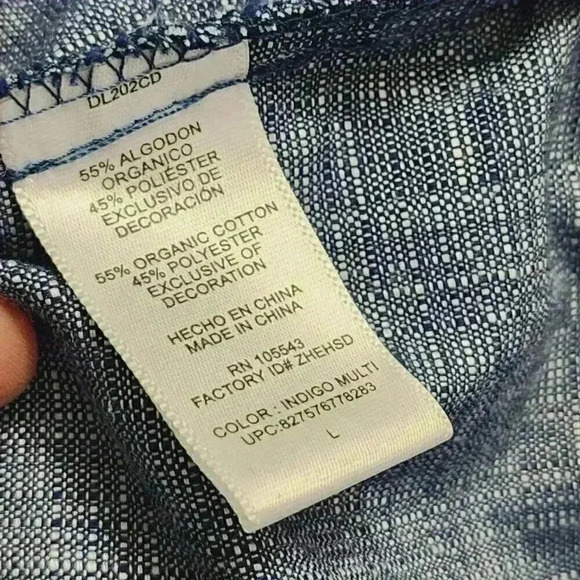 DL202CD
55% ALGODON
ORGANICO
45% POLIÉSTER
EXCLUSIVO DE
DECORACIÓN
55% ORGANIC COTTON
45% POLYESTER
EXCLUSIVE OF
DECORATION
HECHO EN CHINA
MADE IN CHINA
RN 105543
FACTORY ID# ZHEHSD
COLOR : INDIGO MULTI
UPC:827576778283
L